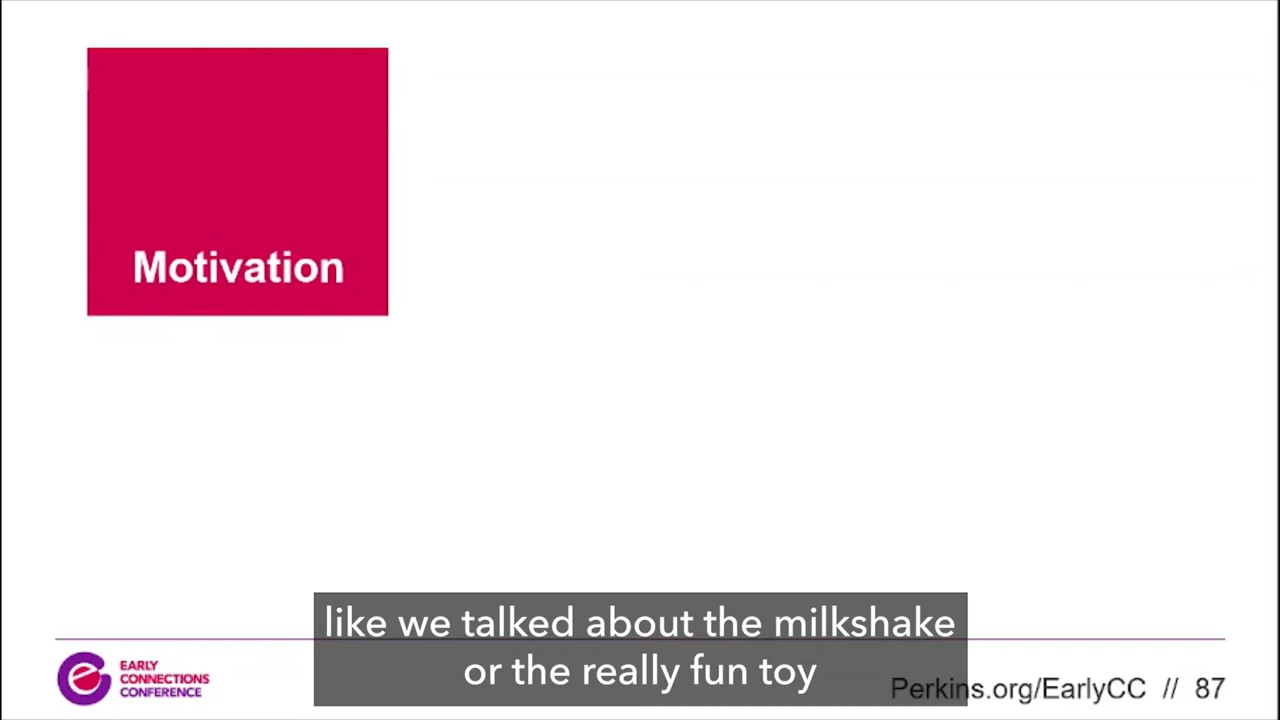 Motivation
like we talked about the milkshake
or the really fun toy
EARLY
CONNECTIONS
CONFERENCE
Perkins.org/EarlyCC // 87